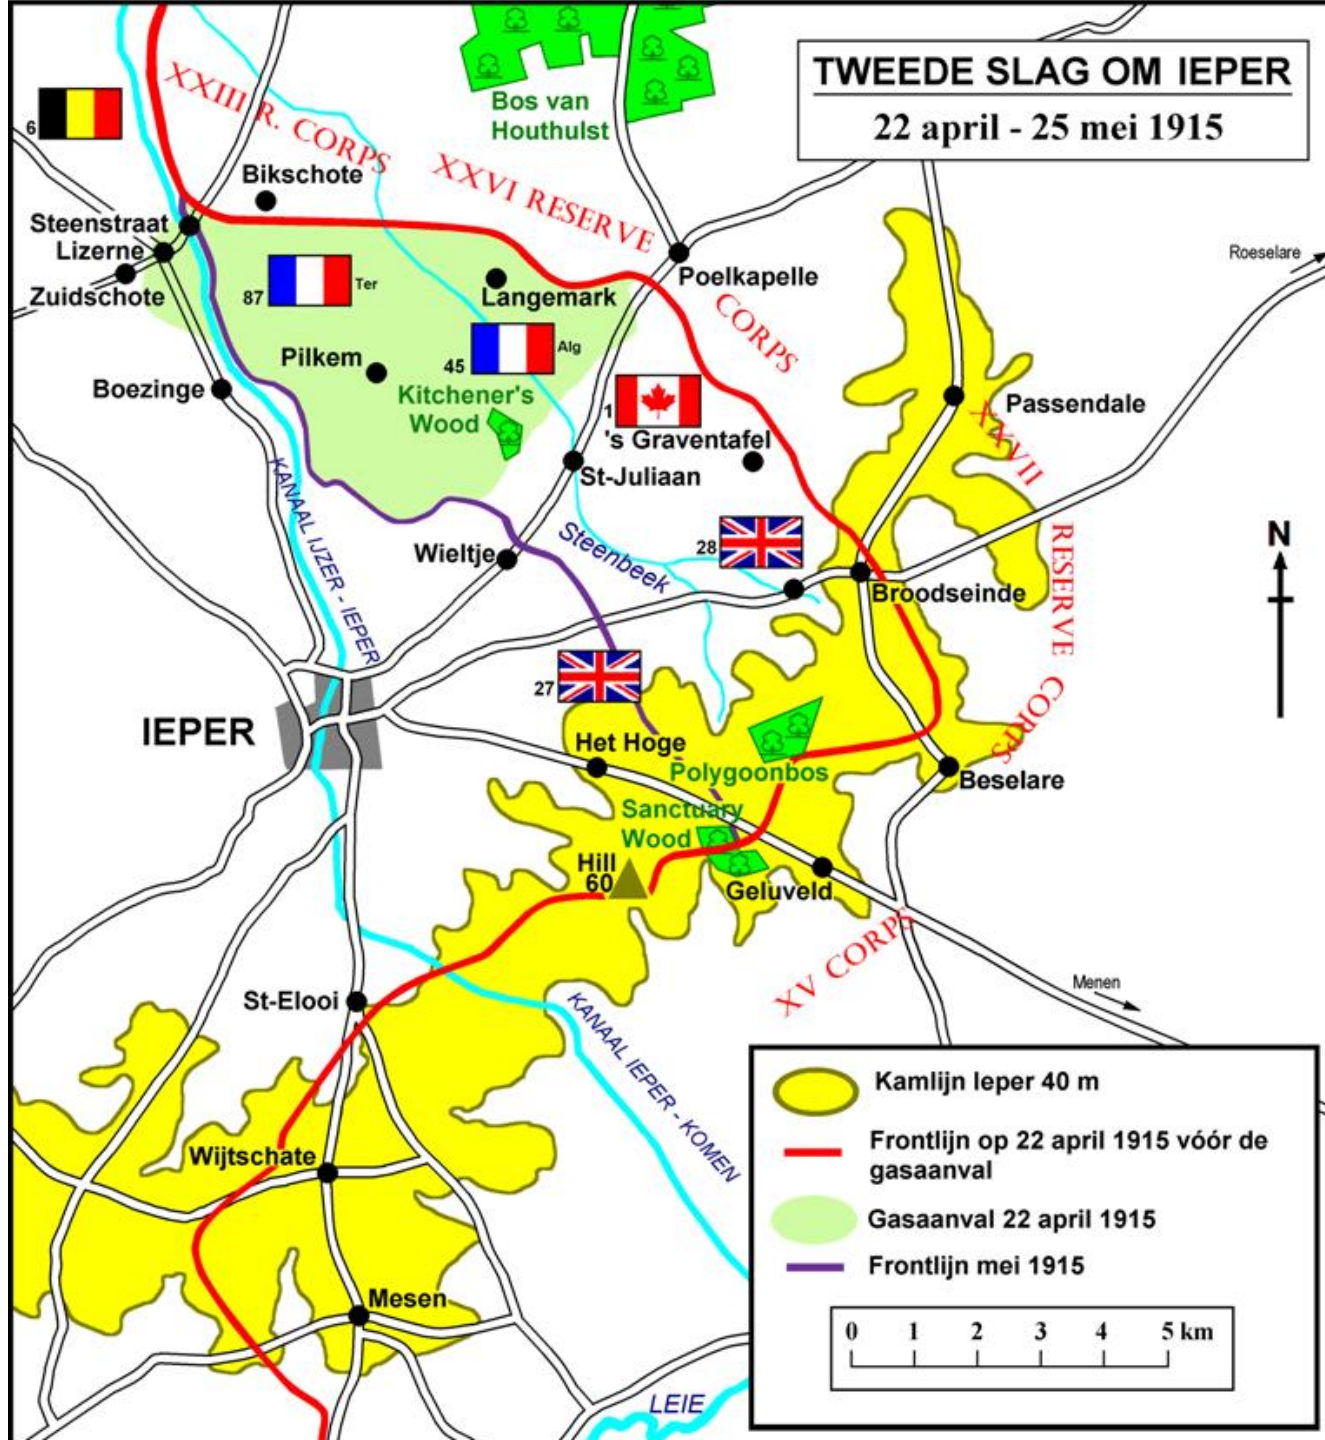 TWEEDE SLAG OM IEPER
22 april - 25 mei 1915
XXIII R. CORPS
6
Bos van
Houthulst
Bikschote
XXVI RESERVE
CORPS
Steenstraat
Lizerne
Zuidschote
Poelkapelle
Roeselare
87
Ter
Langemark
45
Alg
Pilkem
Boezinge
Kitchener's
Wood
1
's Graventafel
Passendale
XXVII
RESERVE
CORPS
St-Juliaan
KANAAL IJZER - IEPER
Wieltje
Steenbeek
28
N
Broodseinde
27
IEPER
Het Hoge
Polygoonbos
Beselare
Sanctuary
Wood
Hill
60
Geluveld
XV CORPS
Menen
St-Elooi
KANAAL IEPER - KOMEN
Wijtschate
Mesen
LEIE
Kamlijn Ieper 40 m
Frontlijn op 22 april 1915 vóór de
gasaanval
Gasaanval 22 april 1915
Frontlijn mei 1915
0 1 2 3 4 5 km